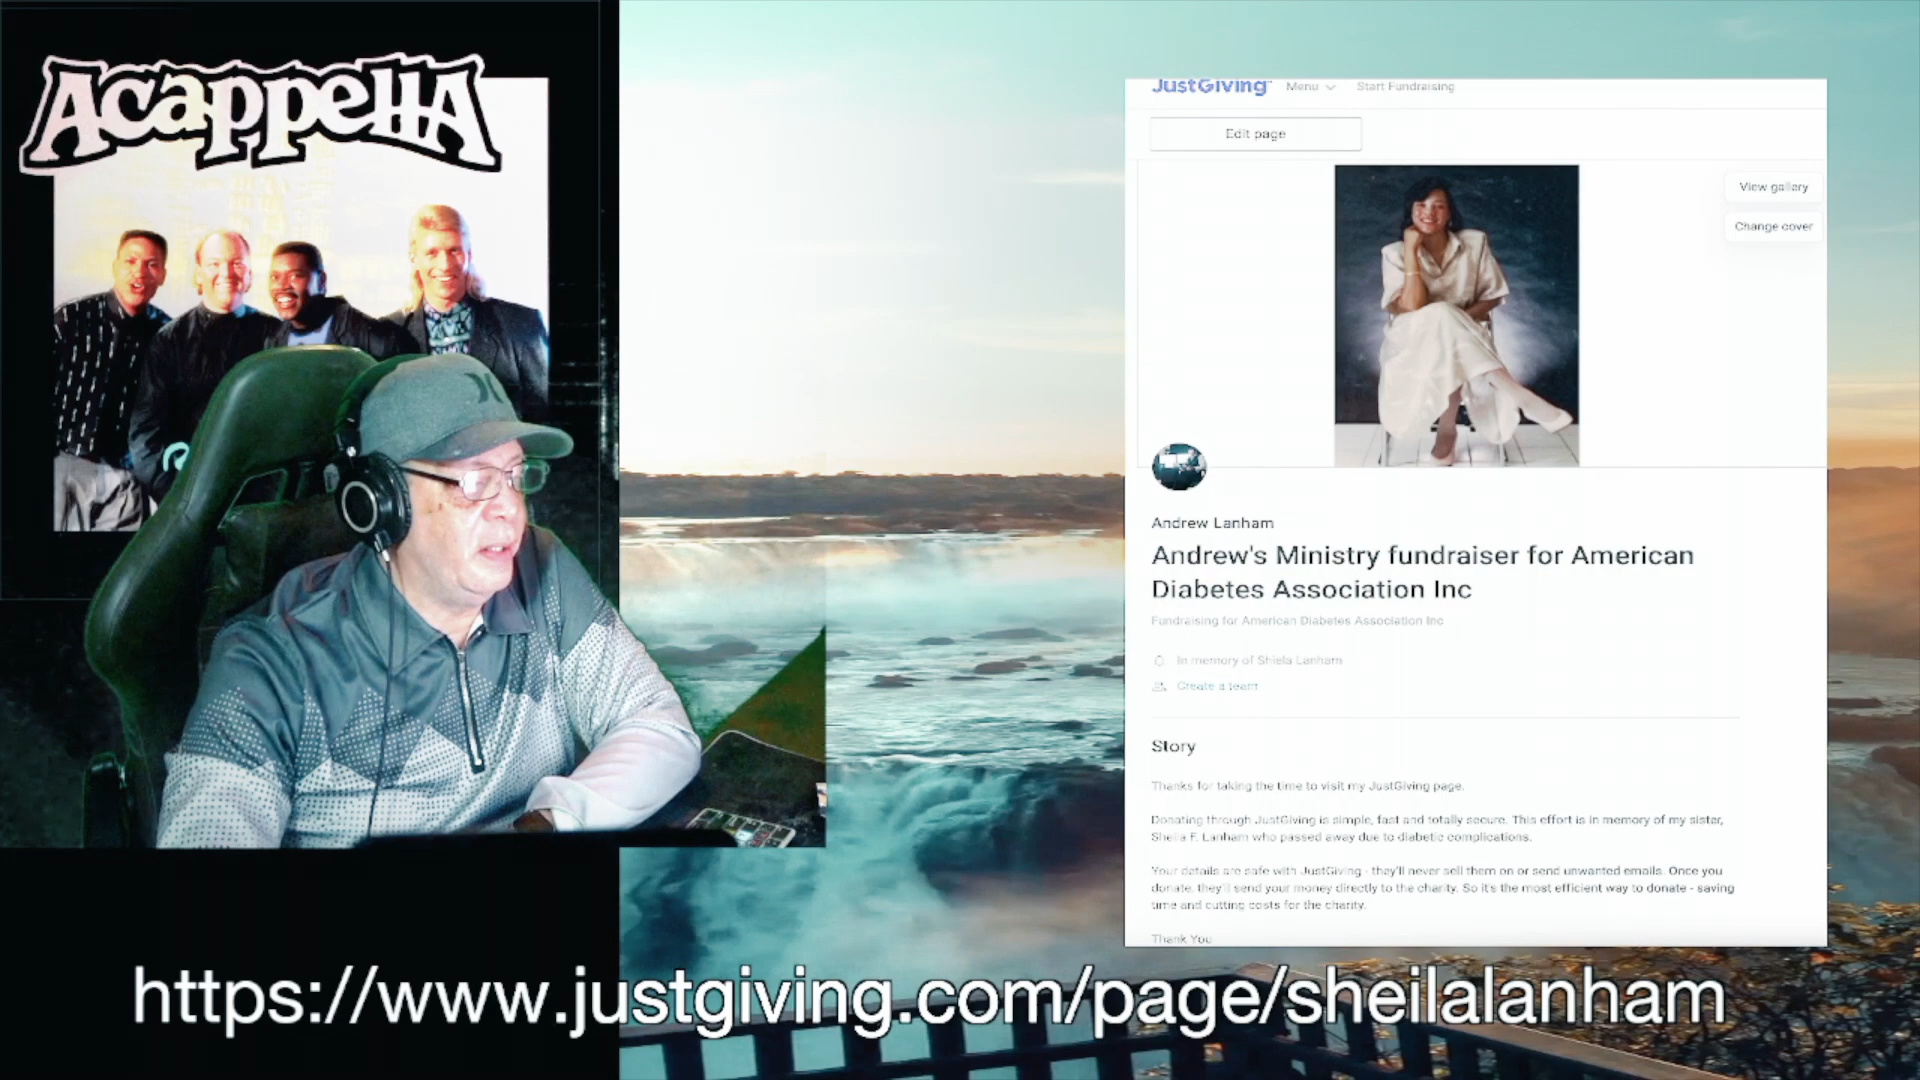 AcappellA
JustGiving
Menu
Start Fundraising
Edit page
View gallery
Change cover
Andrew Lanham
Andrew's Ministry fundraiser for American
Diabetes Association Inc
Fundraising for American Diabetes Association Inc
In memory of Shiela Lanham
Create a team
Story
Thanks for taking the time to visit my JustGiving page.
Donating through JustGiving is simple, fast and totally secure. This effort is in memory of my sister,
Sheila F. Lanham who passed away due to diabetic complications.
Your details are safe with JustGiving - they'll never sell them on or send unwanted emails. Once you
donate, they'll send your money directly to the charity. So it's the most efficient way to donate - saving
time and cutting costs for the charity.
Thank You
https://www.justgiving.com/page/sheilalanham